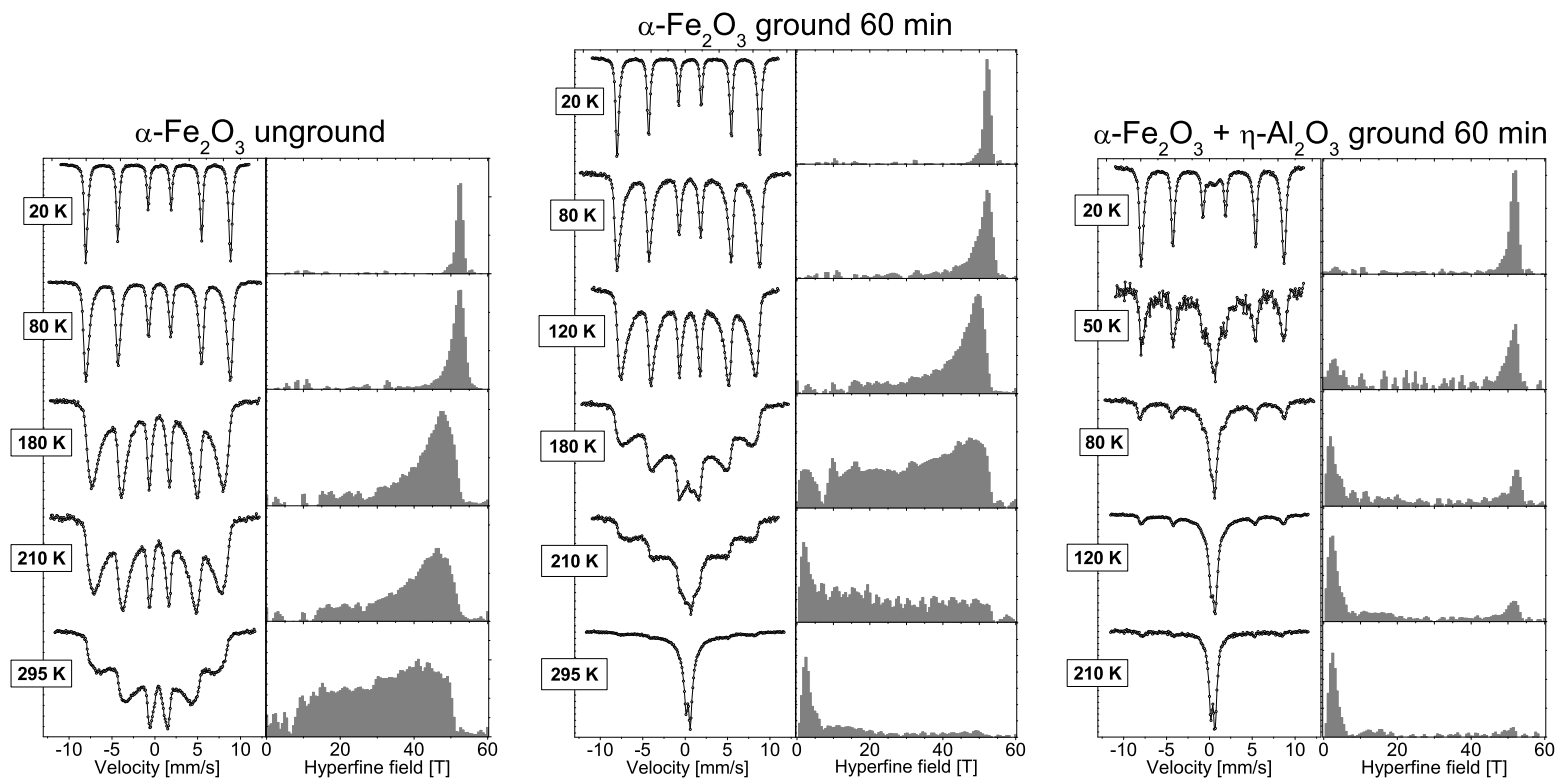 α-Fe₂O₃ unground
20 K
80 K
180 K
210 K
295 K
-10 -5 0 5 10
0 20 40 60
Velocity [mm/s]
Hyperfine field [T]
α-Fe₂O₃ ground 60 min
20 K
80 K
120 K
180 K
210 K
295 K
-10 -5 0 5 10
0 20 40 60
Velocity [mm/s]
Hyperfine field [T]
α-Fe₂O₃ + η-Al₂O₃ ground 60 min
20 K
50 K
80 K
120 K
210 K
-10 -5 0 5 10
0 20 40 60
Velocity [mm/s]
Hyperfine field [T]